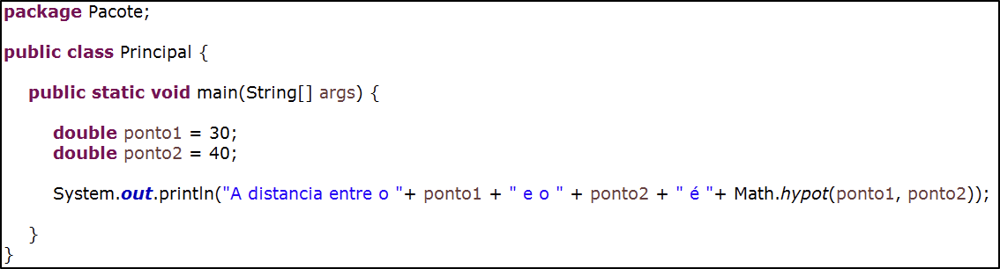 package Pacote;
public class Principal {
public static void main(String[] args) {
double ponto1 = 30;
double ponto2 = 40;
System.out.println("A distancia entre o "+ ponto1 + " e o " + ponto2 + " é "+ Math.hypot(ponto1, ponto2));
}
}